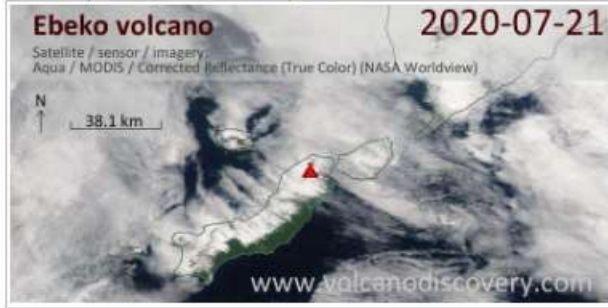 Ebeko volcano
2020-07-21
Satellite / sensor / imagery:
Aqua / MODIS / Corrected Reflectance (True Color) (NASA Worldview)
N
38.1 km
www.volcanodiscovery.com